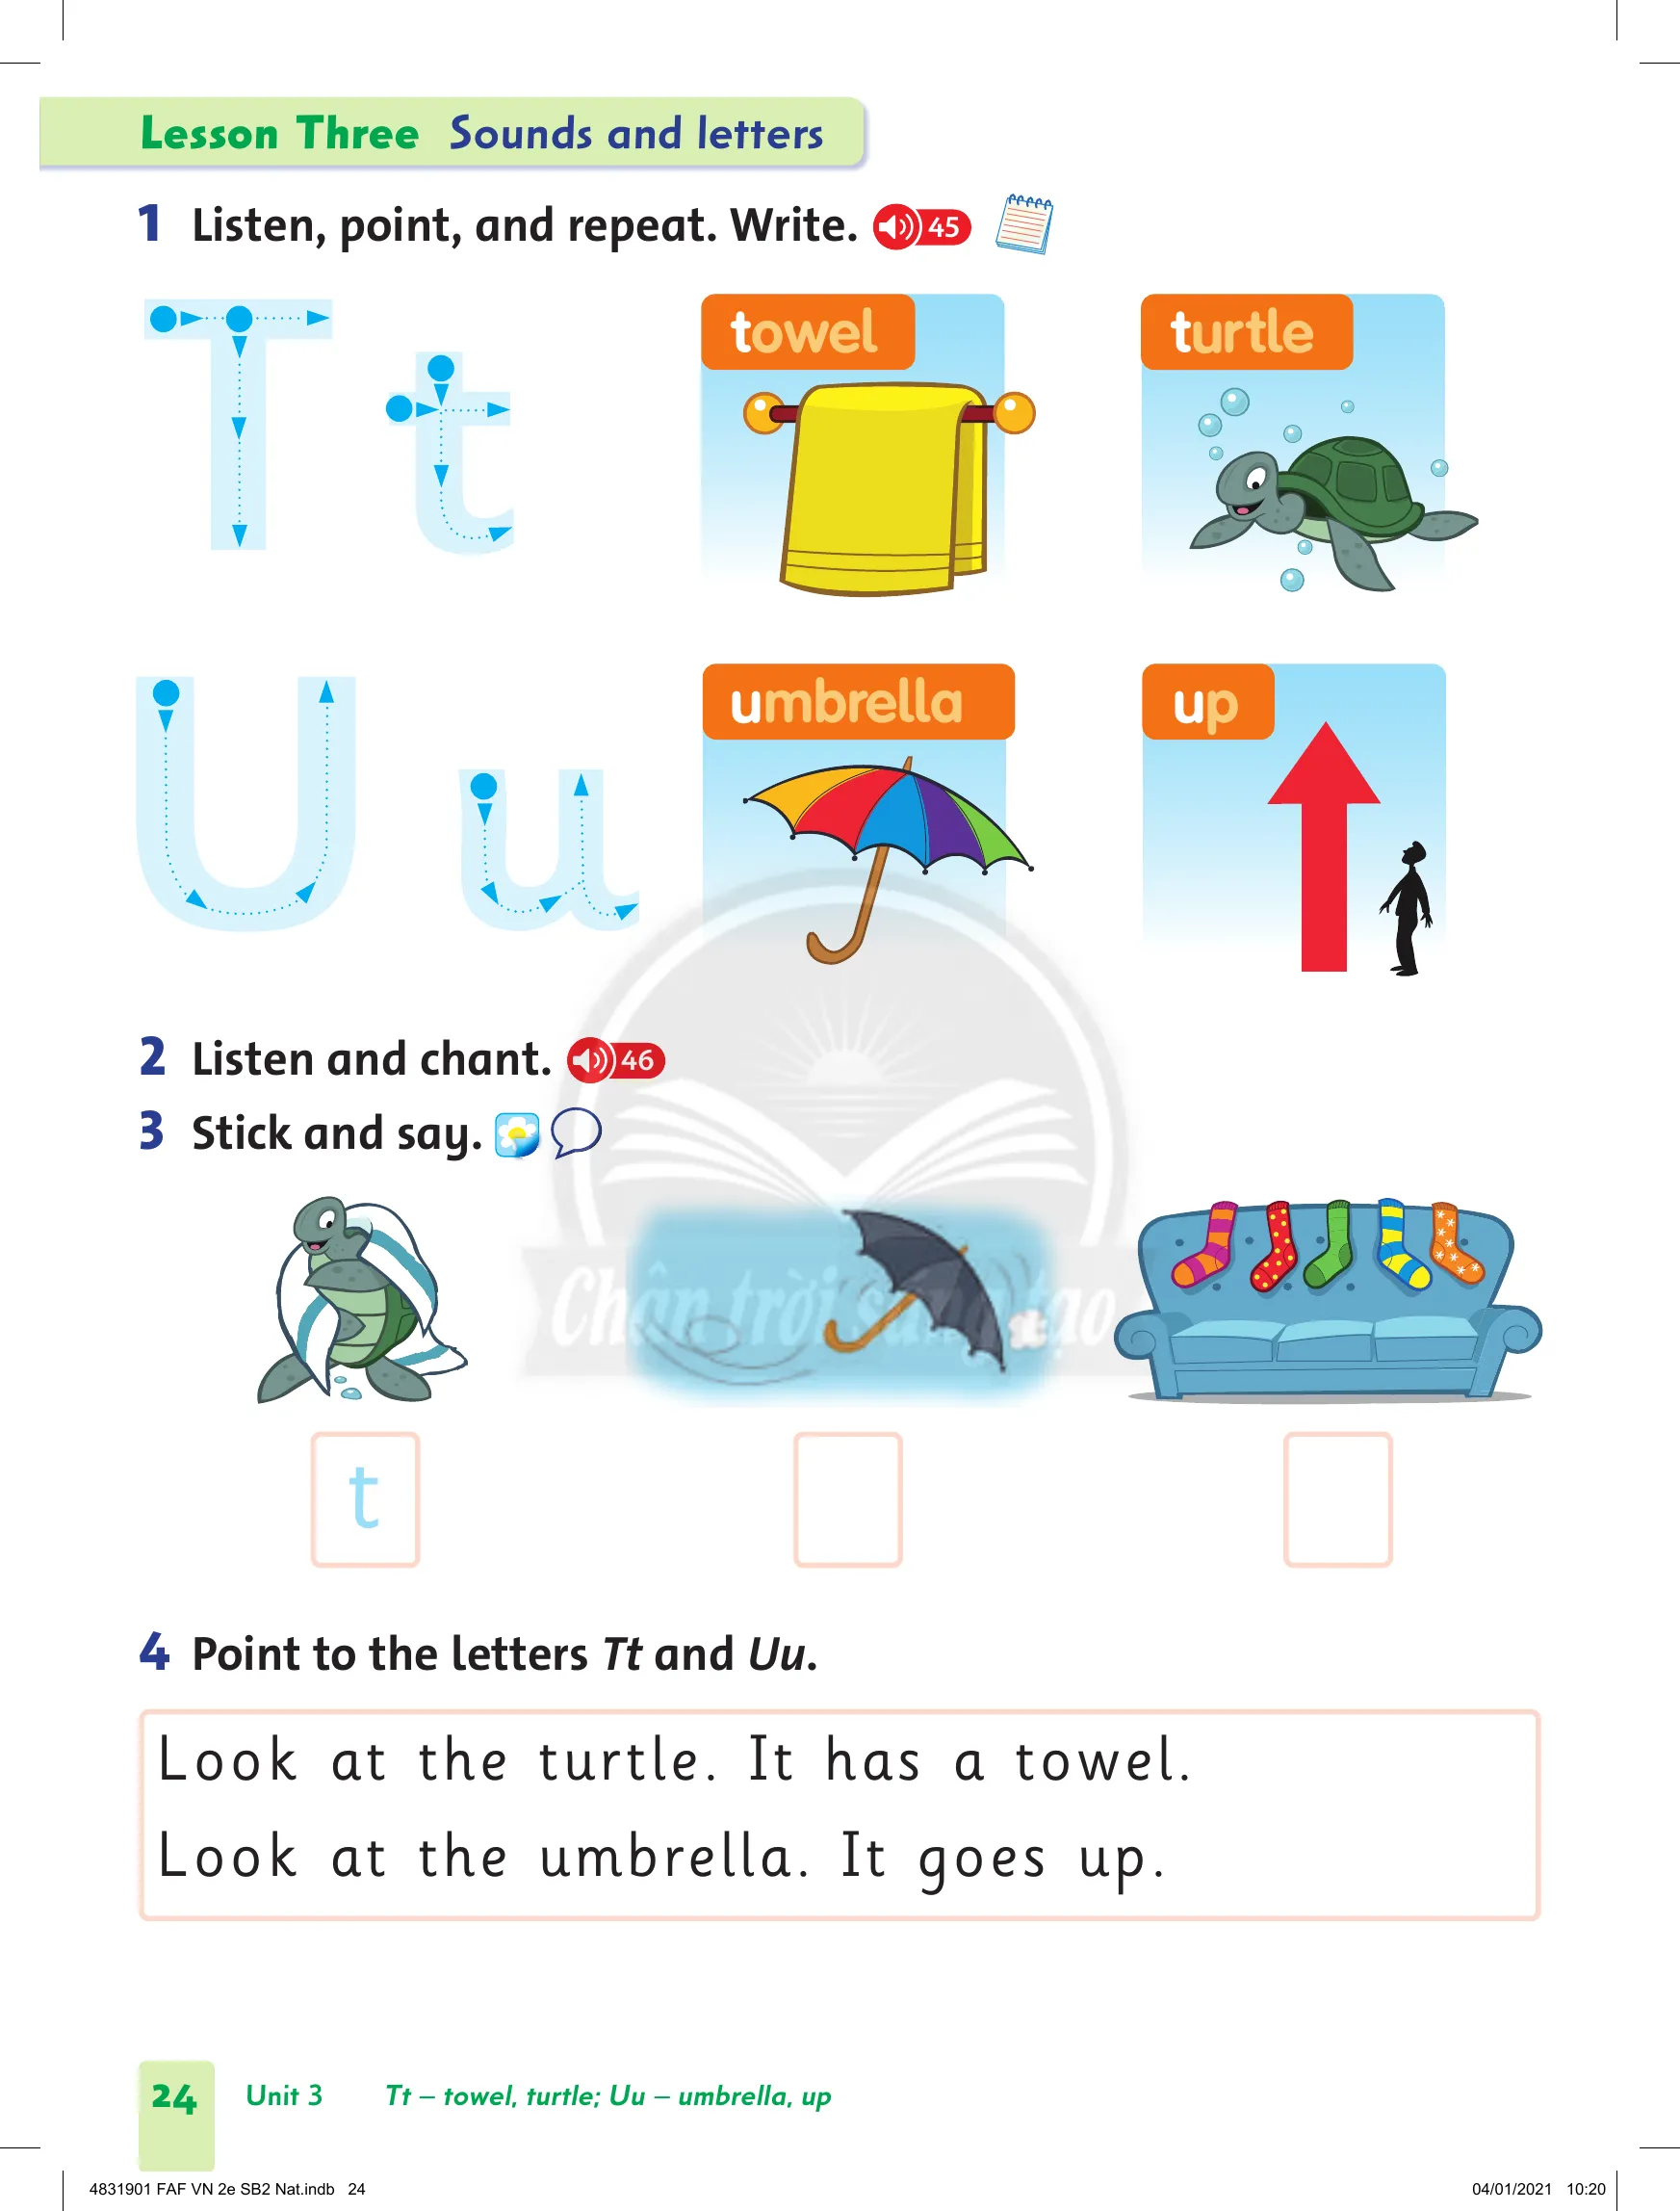 Lesson Three Sounds and letters
1 Listen, point, and repeat. Write. 45
T t
towel
turtle
U u
umbrella
up
2 Listen and chant. 46
3 Stick and say.
Chân trời sáng tạo
t
4 Point to the letters Tt and Uu.
Look at the turtle. It has a towel.
Look at the umbrella. It goes up.
24 Unit 3 Tt – towel, turtle; Uu – umbrella, up
4831901 FAF VN 2e SB2 Nat.indb 24 04/01/2021 10:20